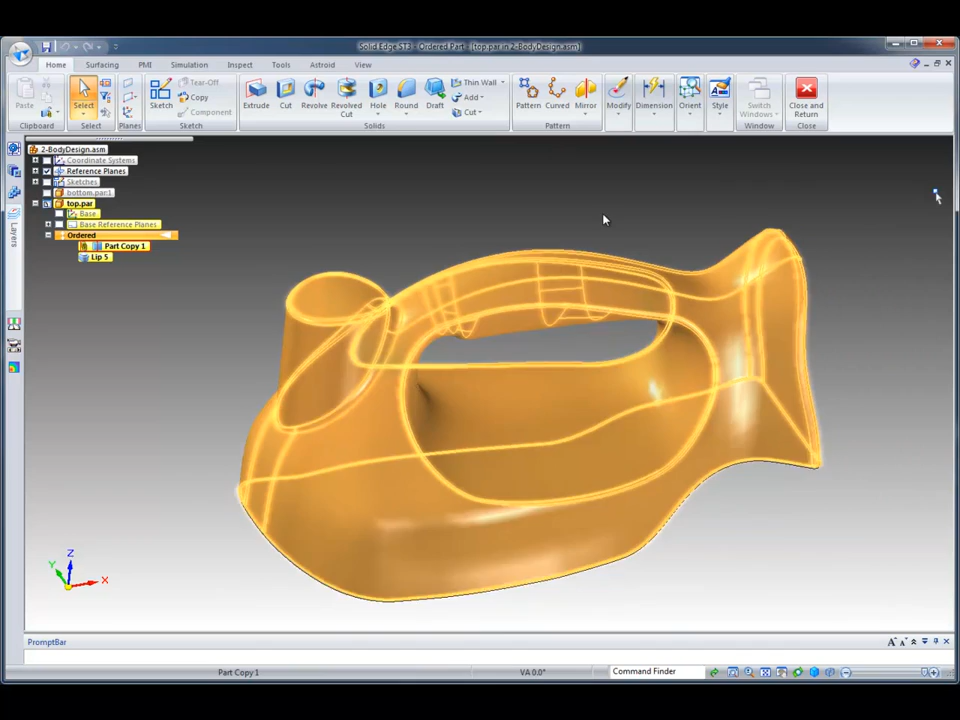 Solid Edge ST3 - Ordered Part - [top.par in 2-BodyDesign.asm]
Home Surfacing PMI Simulation Inspect Tools Astroid View
Paste Select Tear-Off Copy Component Sketch Extrude Cut Revolve Revolved Cut Hole Round Draft Thin Wall Add Cut Pattern Curved Mirror Modify Dimension Orient Style Switch Windows Close and Return
Clipboard Select Planes Sketch Solids Pattern Window Close
2-BodyDesign.asm
Coordinate Systems
Reference Planes
Sketches
bottom.par:1
top.par
Base
Base Reference Planes
Ordered
Part Copy 1
Lip 5
Layers
Z
Y
X
PromptBar
Part Copy 1 VA 0.0° Command Finder